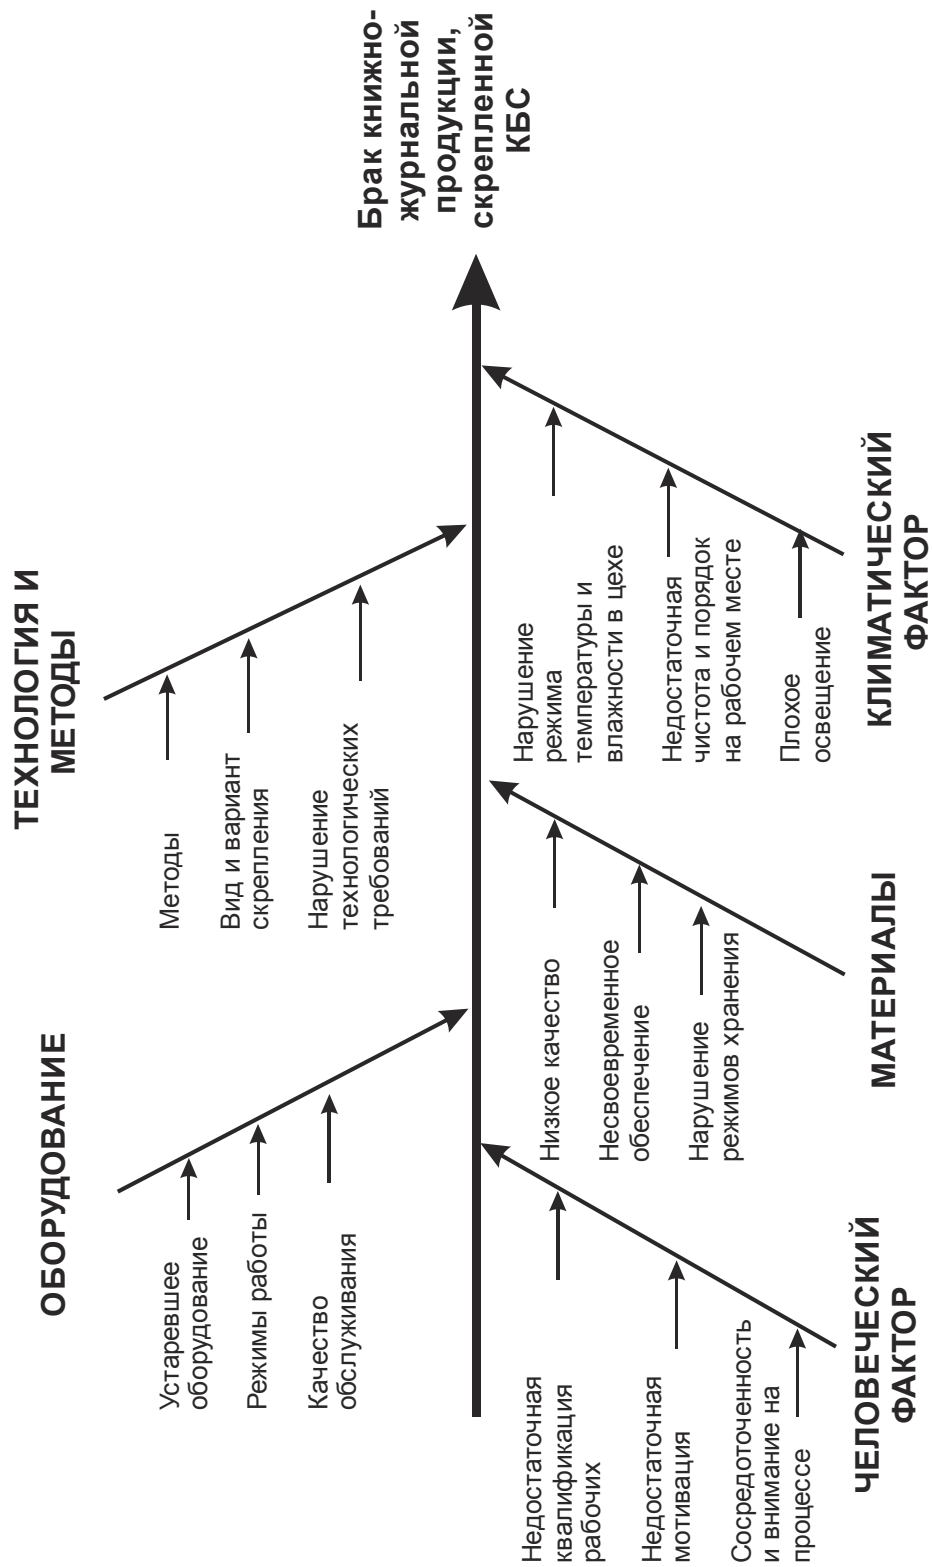 ОБОРУДОВАНИЕ
Устаревшее
оборудование
Режимы работы
Качество
обслуживания
ТЕХНОЛОГИЯ И
МЕТОДЫ
Методы
Вид и вариант
скрепления
Нарушение
технологических
требований
Брак книжно-
журнальной
продукции,
скрепленной
КБС
Недостаточная
квалификация
рабочих
Недостаточная
мотивация
Сосредоточенность
и внимание на
процессе
ЧЕЛОВЕЧЕСКИЙ
ФАКТОР
Низкое качество
Несвоевременное
обеспечение
Нарушение
режимов хранения
МАТЕРИАЛЫ
Нарушение
режима
температуры и
влажности в цехе
Недостаточная
чистота и порядок
на рабочем месте
Плохое
освещение
КЛИМАТИЧЕСКИЙ
ФАКТОР